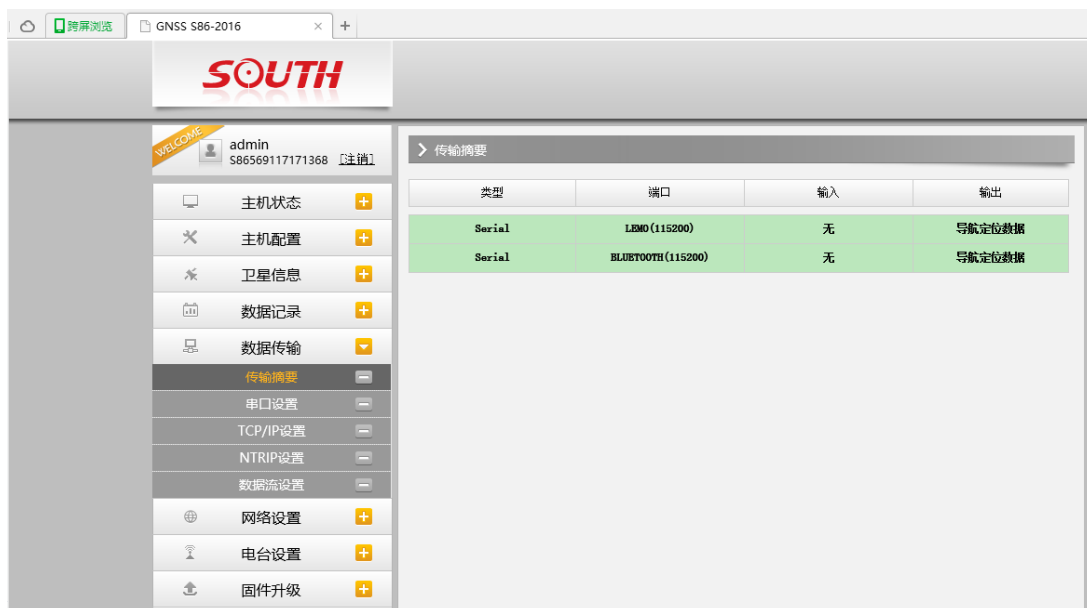 跨屏浏览
GNSS S86-2016
SOUTH
WELCOME
admin
S86569117171368 [注销]
主机状态
主机配置
卫星信息
数据记录
数据传输
传输摘要
串口设置
TCP/IP设置
NTRIP设置
数据流设置
网络设置
电台设置
固件升级
传输摘要
类型 端口 输入 输出
Serial LEMO(115200) 无 导航定位数据
Serial BLUETOOTH(115200) 无 导航定位数据